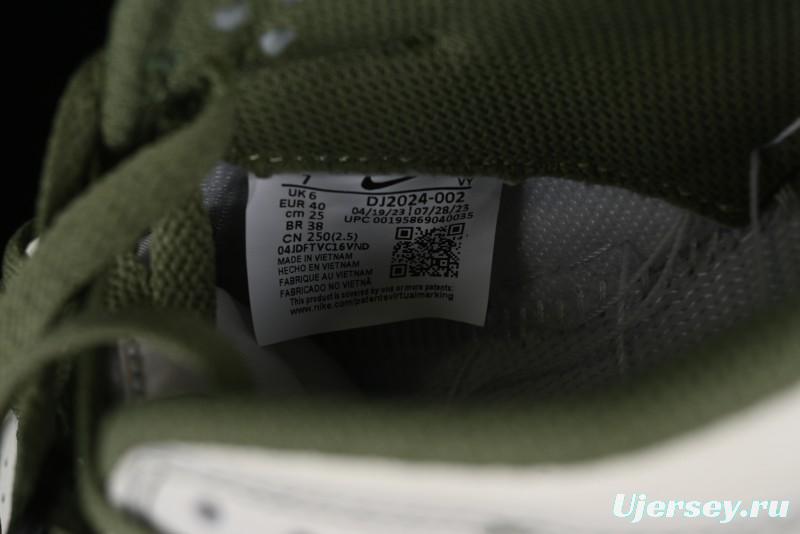 7 VY
UK 6
EUR 40 DJ2024-002
cm 25 04/19/23 | 07/28/23
BR 38 UPC 00195869040035
CN 250(2.5)
04JDFTVC16VND
MADE IN VIETNAM
HECHO EN VIETNAM
FABRIQUE AU VIETNAM
FABRICADO NO VIETNÃ
This product is covered by one or more patents:
www.nike.com/patentsvirtualmarking
Ujersey.ru